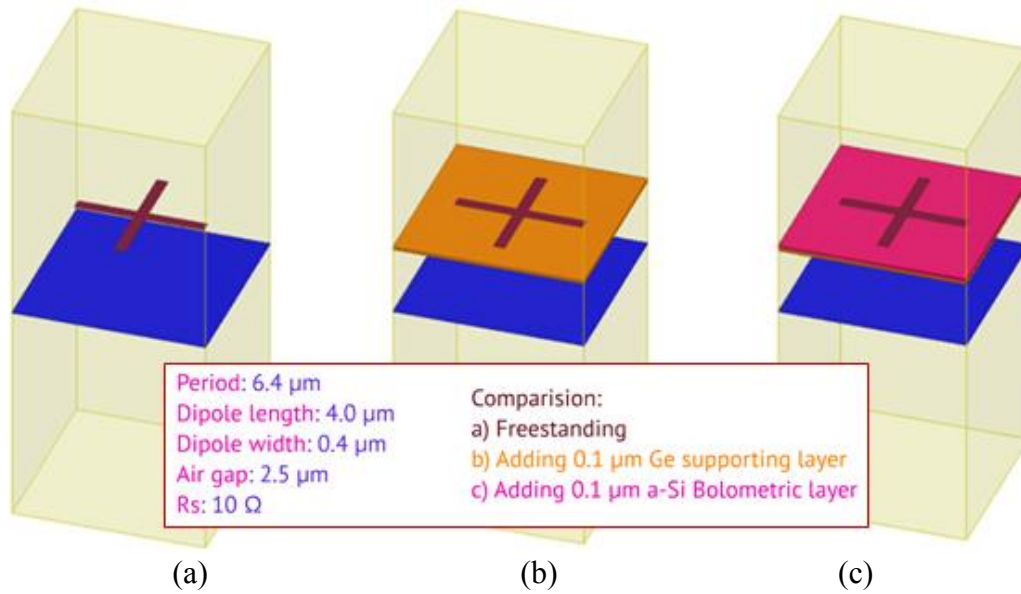 Period: 6.4 µm
Dipole length: 4.0 µm
Dipole width: 0.4 µm
Air gap: 2.5 µm
Rs: 10 Ω
Comparision:
a) Freestanding
b) Adding 0.1 µm Ge supporting layer
c) Adding 0.1 µm a-Si Bolometric layer
(a)
(b)
(c)